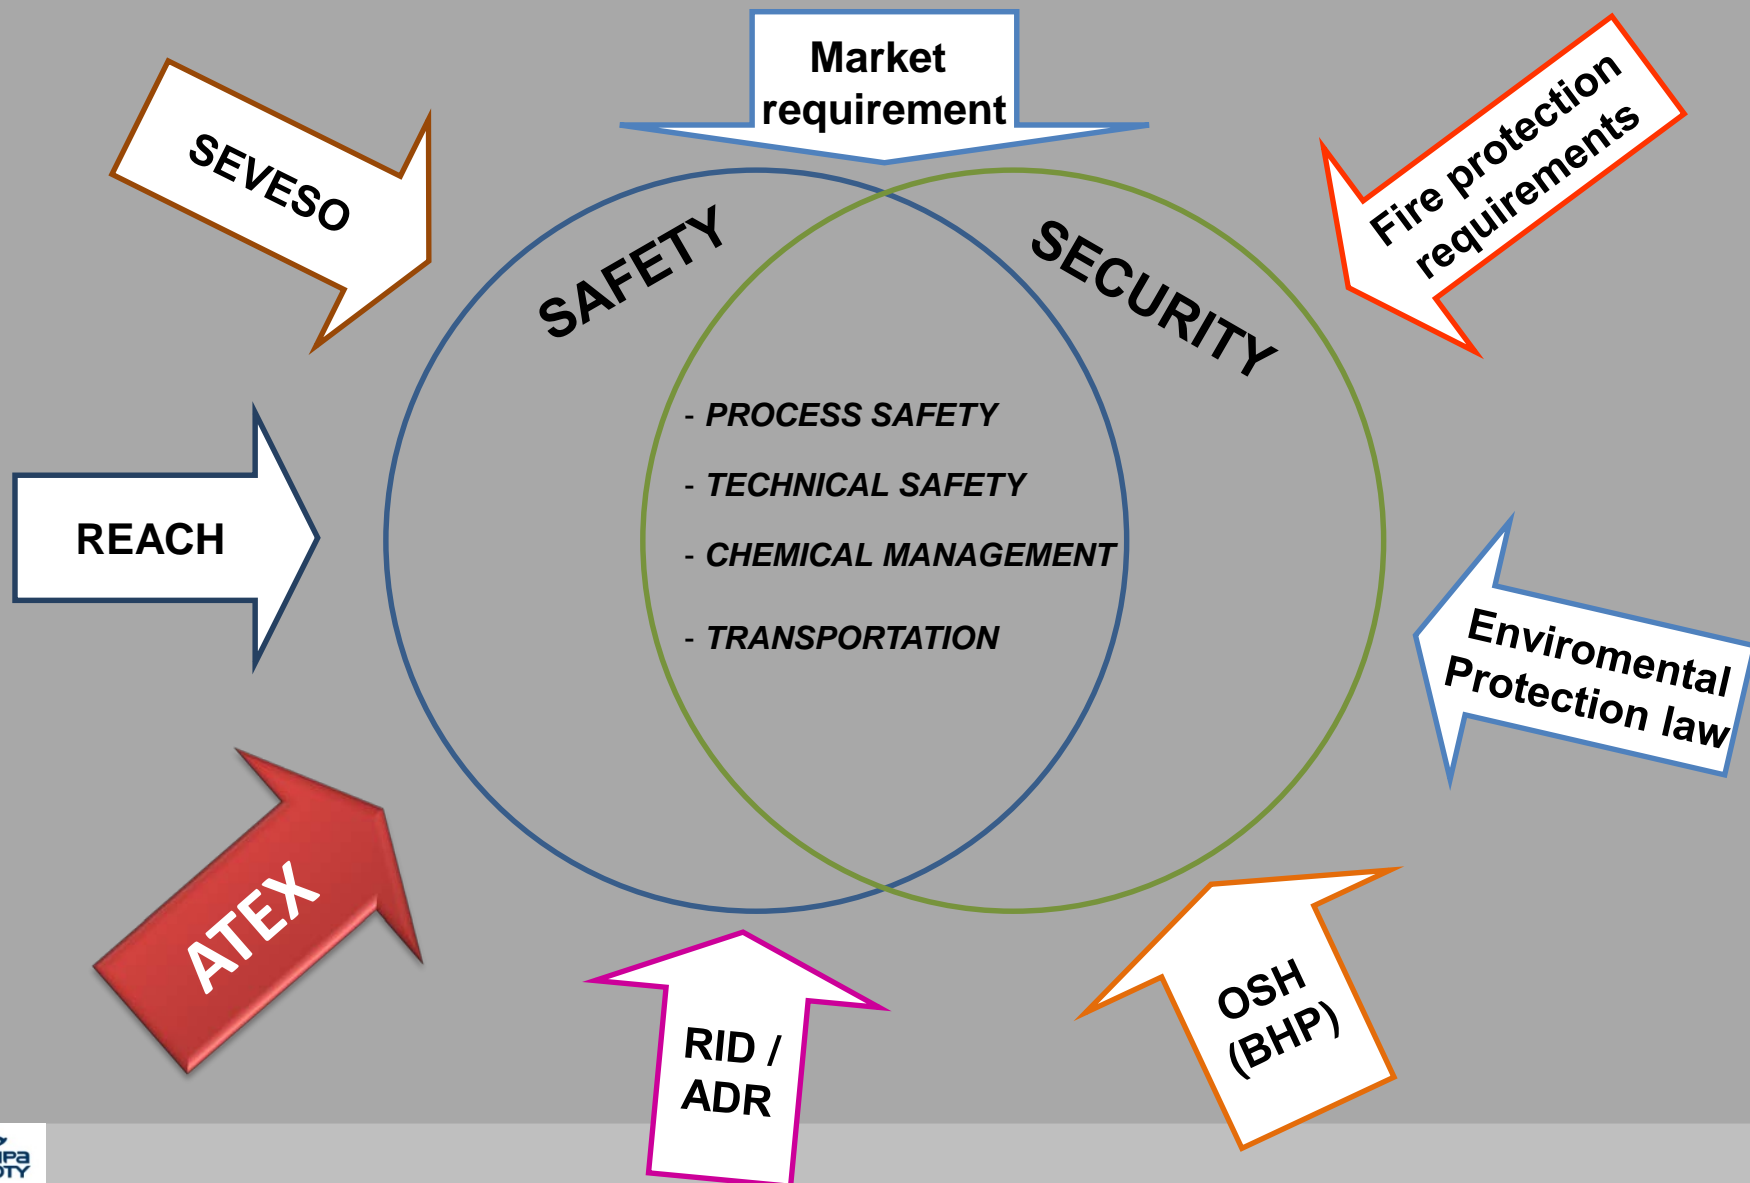 Market
requirement
SEVESO
Fire protection
requirements
SAFETY
SECURITY
- PROCESS SAFETY
- TECHNICAL SAFETY
- CHEMICAL MANAGEMENT
- TRANSPORTATION
REACH
Enviromental
Protection law
ATEX
RID /
ADR
OSH
(BHP)